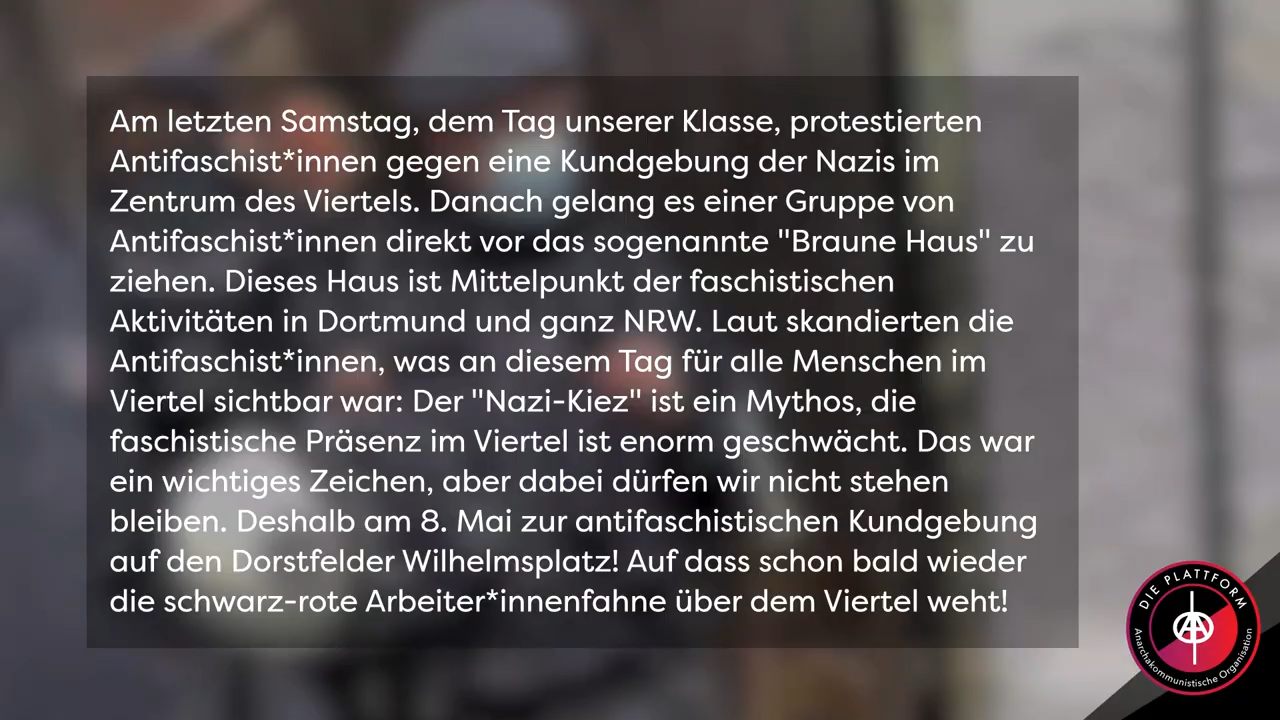 Am letzten Samstag, dem Tag unserer Klasse, protestierten
Antifaschist*innen gegen eine Kundgebung der Nazis im
Zentrum des Viertels. Danach gelang es einer Gruppe von
Antifaschist*innen direkt vor das sogenannte "Braune Haus" zu
ziehen. Dieses Haus ist Mittelpunkt der faschistischen
Aktivitäten in Dortmund und ganz NRW. Laut skandierten die
Antifaschist*innen, was an diesem Tag für alle Menschen im
Viertel sichtbar war: Der "Nazi-Kiez" ist ein Mythos, die
faschistische Präsenz im Viertel ist enorm geschwächt. Das war
ein wichtiges Zeichen, aber dabei dürfen wir nicht stehen
bleiben. Deshalb am 8. Mai zur antifaschistischen Kundgebung
auf den Dorstfelder Wilhelmsplatz! Auf dass schon bald wieder
die schwarz-rote Arbeiter*innenfahne über dem Viertel weht!
DIE PLATTFORM
Anarchakommunistische Organisation